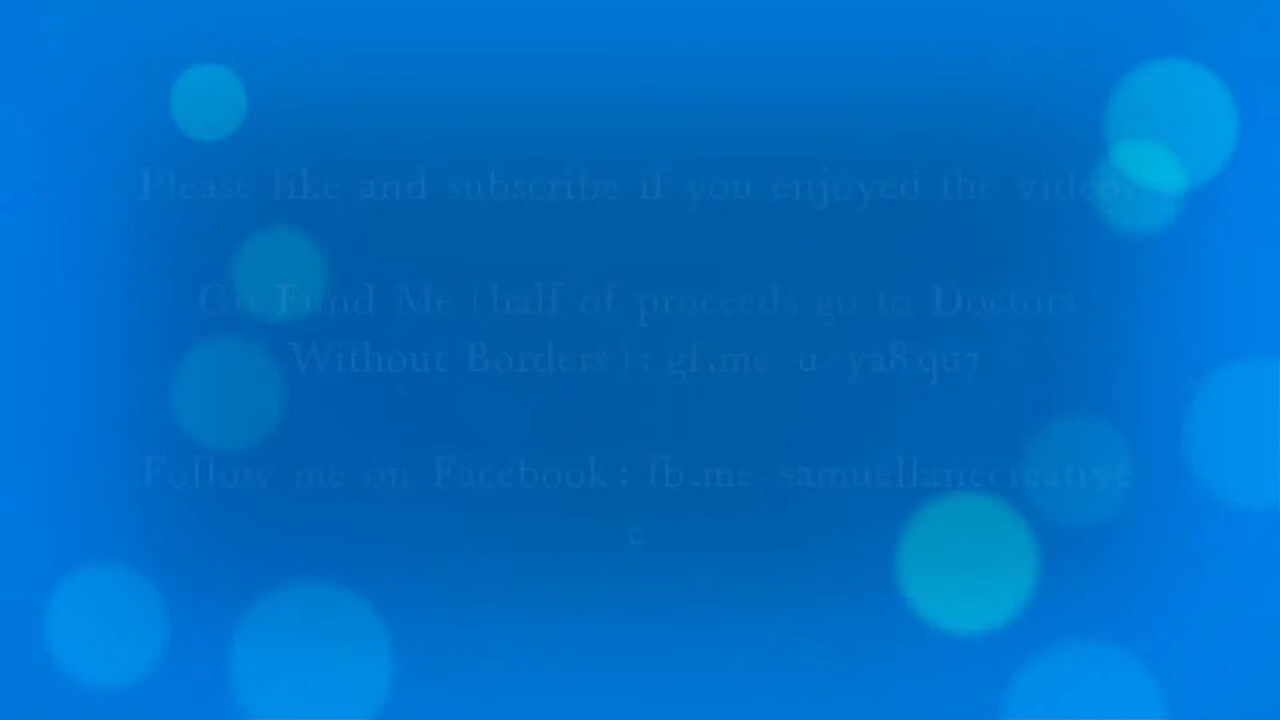 Please like and subscribe if you enjoyed the video!
Go Fund Me (half of proceeds go to Doctors
Without Borders): gf.me/u/ya8qu7
Follow me on Facebook: fb.me/samuellanecreative
c